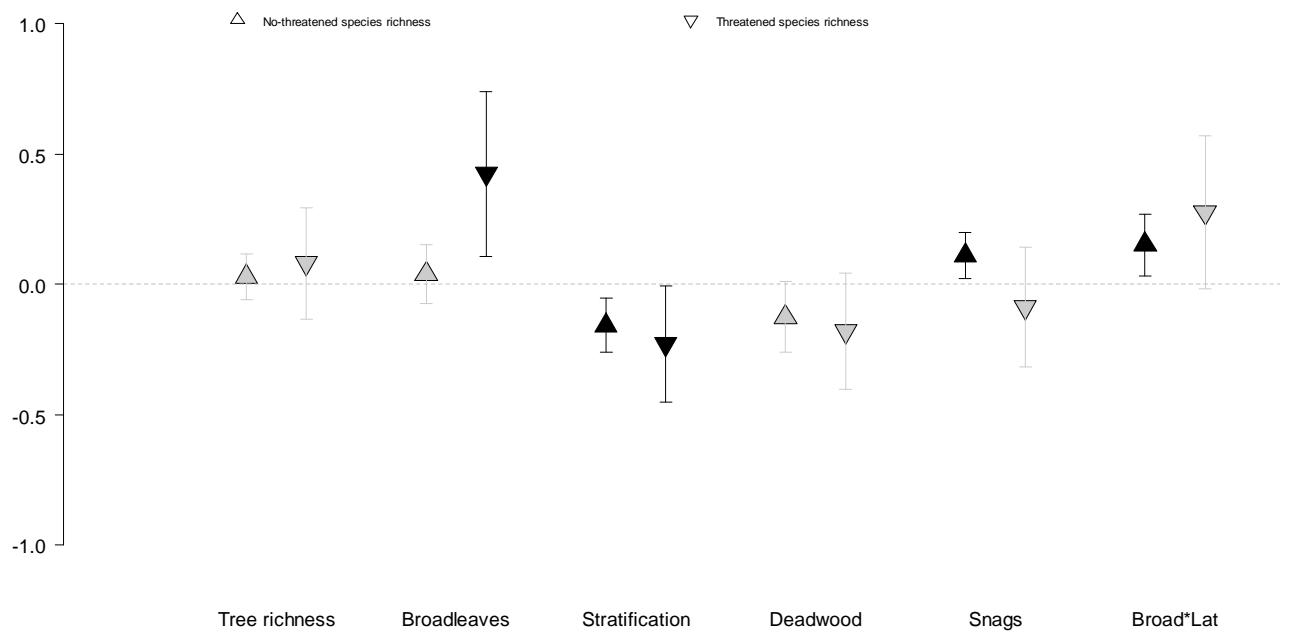 No-threatened species richness Threatened species richness
1.0
0.5
0.0
-0.5
-1.0
Tree richness Broadleaves Stratification Deadwood Snags Broad*Lat